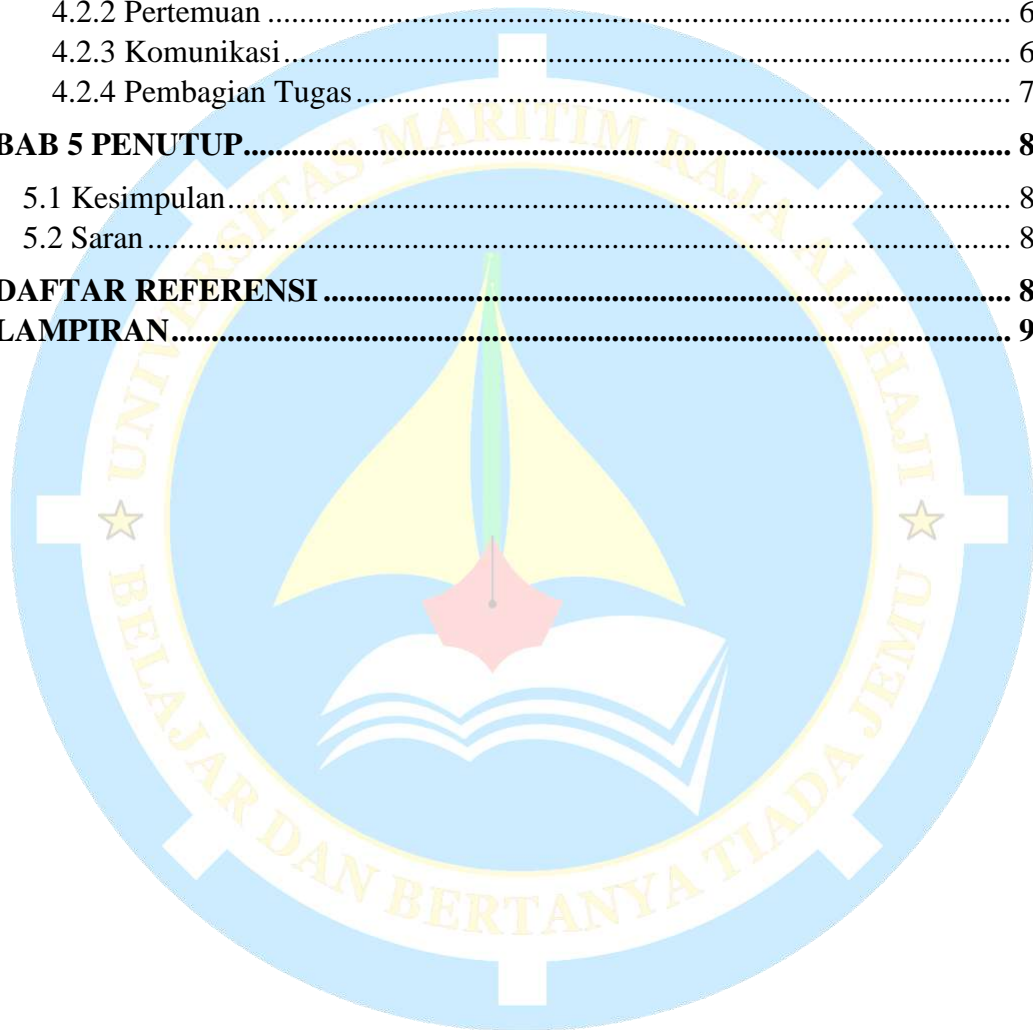 4.2.2 Pertemuan ........................................................................................................ 6
4.2.3 Komunikasi ...................................................................................................... 6
4.2.4 Pembagian Tugas ............................................................................................. 7
BAB 5 PENUTUP................................................................................................. 8
5.1 Kesimpulan........................................................................................................ 8
5.2 Saran ................................................................................................................. 8
DAFTAR REFERENSI ........................................................................................ 8
LAMPIRAN.......................................................................................................... 9
UNIVERSITAS MARITIM RAJA ALI HAJI
BELAJAR DAN BERTANYA TIADA JEMU